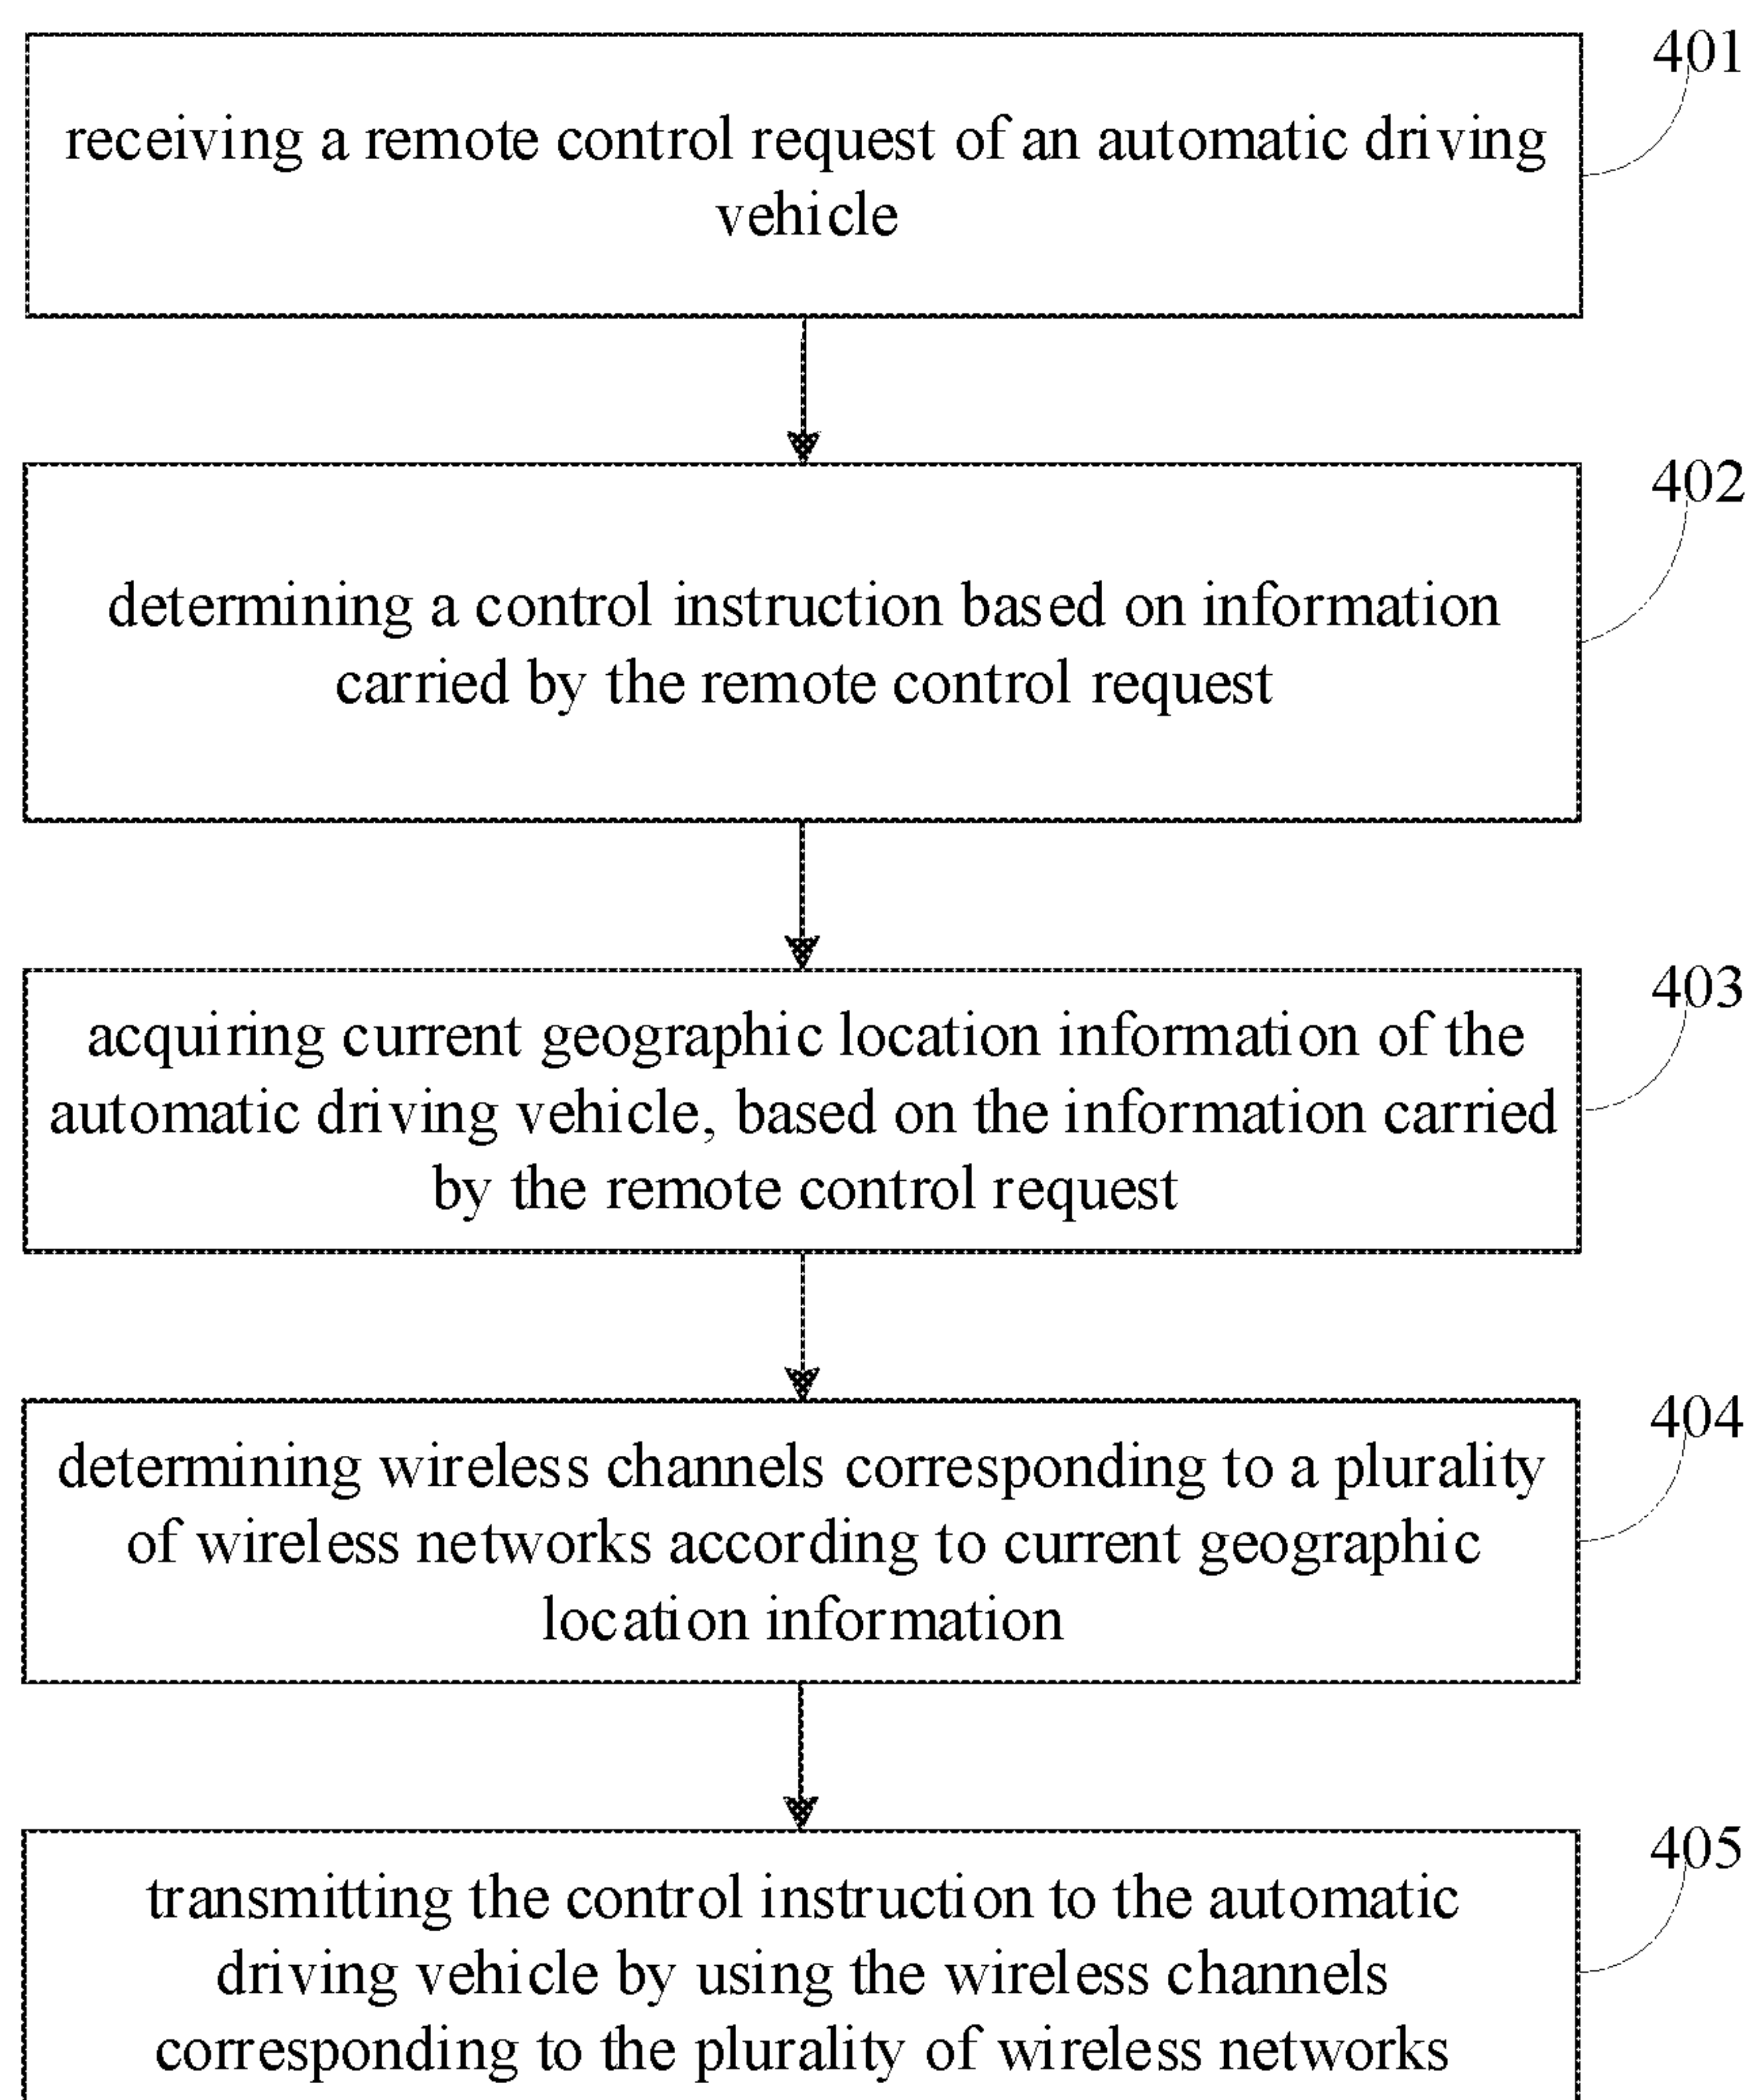 401
receiving a remote control request of an automatic driving
vehicle
402
determining a control instruction based on information
carried by the remote control request
403
acquiring current geographic location information of the
automatic driving vehicle, based on the information carried
by the remote control request
404
determining wireless channels corresponding to a plurality
of wireless networks according to current geographic
location information
405
transmitting the control instruction to the automatic
driving vehicle by using the wireless channels
corresponding to the plurality of wireless networks